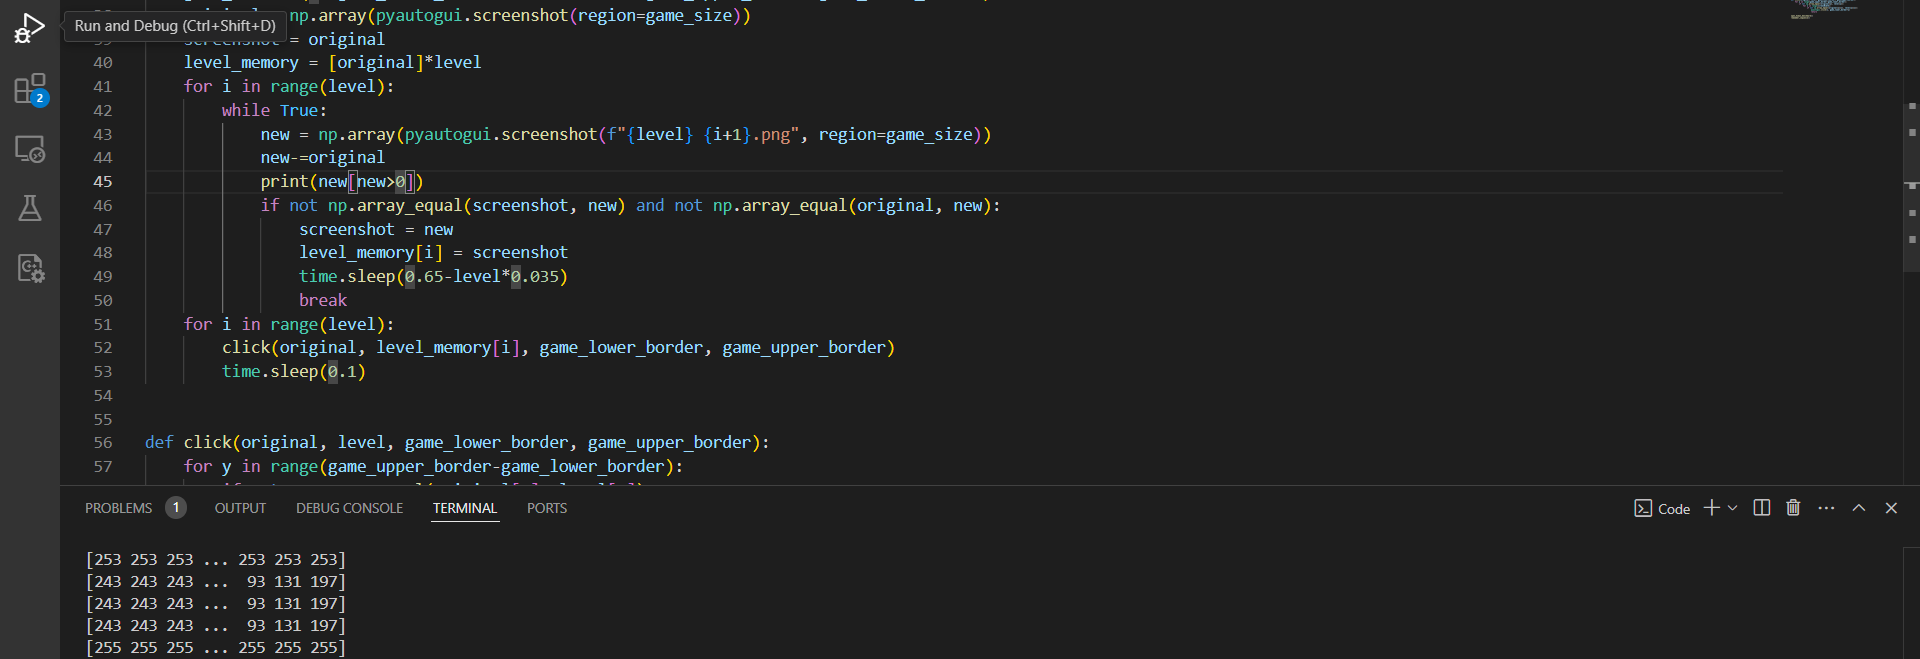 np.array(pyautogui.screenshot(region=game_size))
Run and Debug (Ctrl+Shift+D)
= original
40 level_memory = [original]*level
41 for i in range(level):
42 while True:
43 new = np.array(pyautogui.screenshot(f"{level} {i+1}.png", region=game_size))
44 new-=original
45 print(new[new>0])
46 if not np.array_equal(screenshot, new) and not np.array_equal(original, new):
47 screenshot = new
48 level_memory[i] = screenshot
49 time.sleep(0.65-level*0.035)
50 break
51 for i in range(level):
52 click(original, level_memory[i], game_lower_border, game_upper_border)
53 time.sleep(0.1)
54
55
56 def click(original, level, game_lower_border, game_upper_border):
57 for y in range(game_upper_border-game_lower_border):
2
PROBLEMS 1 OUTPUT DEBUG CONSOLE TERMINAL PORTS Code
[253 253 253 ... 253 253 253]
[243 243 243 ... 93 131 197]
[243 243 243 ... 93 131 197]
[243 243 243 ... 93 131 197]
[255 255 255 ... 255 255 255]